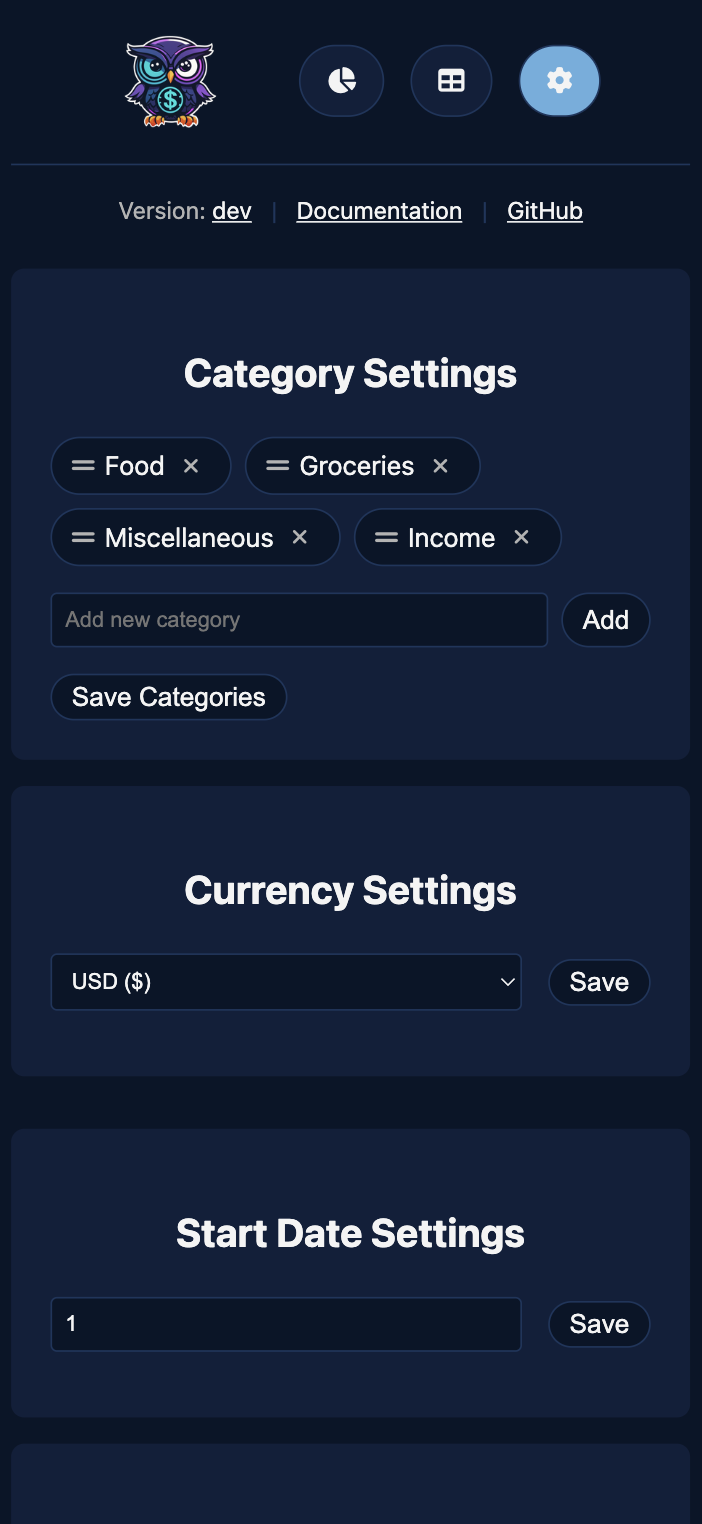 $
Version: dev | Documentation | GitHub
Category Settings
Food × Groceries ×
Miscellaneous × Income ×
Add new category Add
Save Categories
Currency Settings
USD ($) Save
Start Date Settings
1 Save